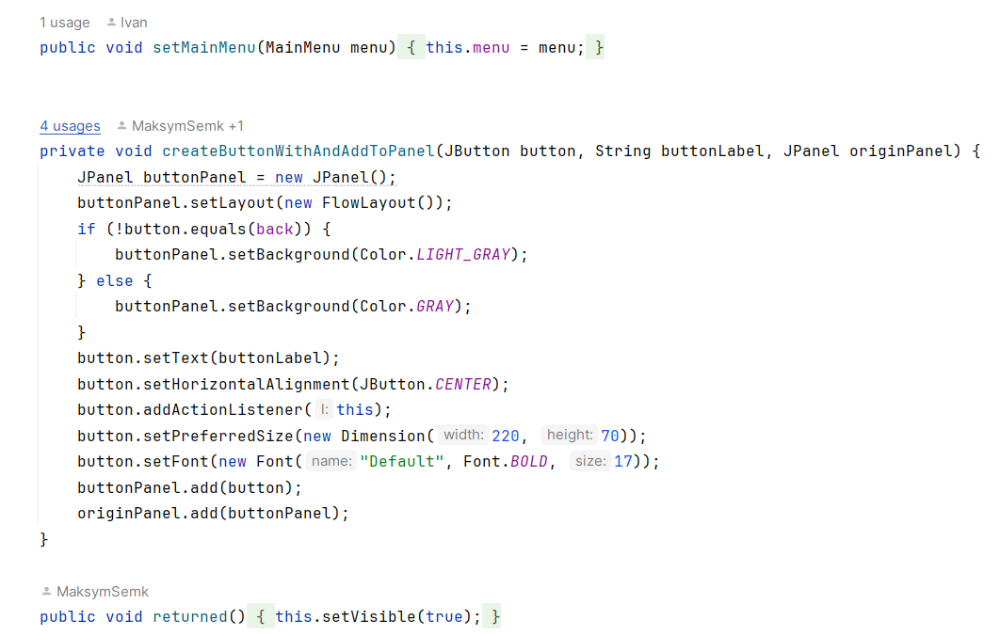 1 usage Ivan
public void setMainMenu(MainMenu menu) { this.menu = menu; }
4 usages MaksymSemk +1
private void createButtonWithAndAddToPanel(JButton button, String buttonLabel, JPanel originPanel) {
JPanel buttonPanel = new JPanel();
buttonPanel.setLayout(new FlowLayout());
if (!button.equals(back)) {
buttonPanel.setBackground(Color.LIGHT_GRAY);
} else {
buttonPanel.setBackground(Color.GRAY);
}
button.setText(buttonLabel);
button.setHorizontalAlignment(JButton.CENTER);
button.addActionListener( l: this);
button.setPreferredSize(new Dimension( width: 220, height: 70));
button.setFont(new Font( name: "Default", Font.BOLD, size: 17));
buttonPanel.add(button);
originPanel.add(buttonPanel);
}
MaksymSemk
public void returned() { this.setVisible(true); }